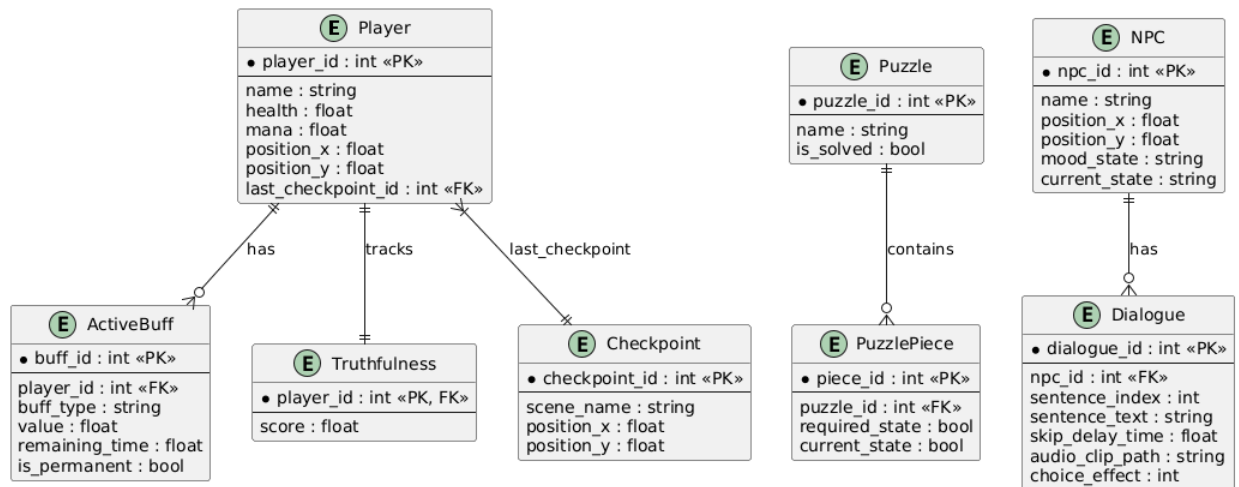 E Player
* player_id : int «PK»
name : string
health : float
mana : float
position_x : float
position_y : float
last_checkpoint_id : int «FK»
E Puzzle
* puzzle_id : int «PK»
name : string
is_solved : bool
E NPC
* npc_id : int «PK»
name : string
position_x : float
position_y : float
mood_state : string
current_state : string
has
tracks
last_checkpoint
contains
has
E ActiveBuff
* buff_id : int «PK»
player_id : int «FK»
buff_type : string
value : float
remaining_time : float
is_permanent : bool
E Truthfulness
* player_id : int «PK, FK»
score : float
E Checkpoint
* checkpoint_id : int «PK»
scene_name : string
position_x : float
position_y : float
E PuzzlePiece
* piece_id : int «PK»
puzzle_id : int «FK»
required_state : bool
current_state : bool
E Dialogue
* dialogue_id : int «PK»
npc_id : int «FK»
sentence_index : int
sentence_text : string
skip_delay_time : float
audio_clip_path : string
choice_effect : int